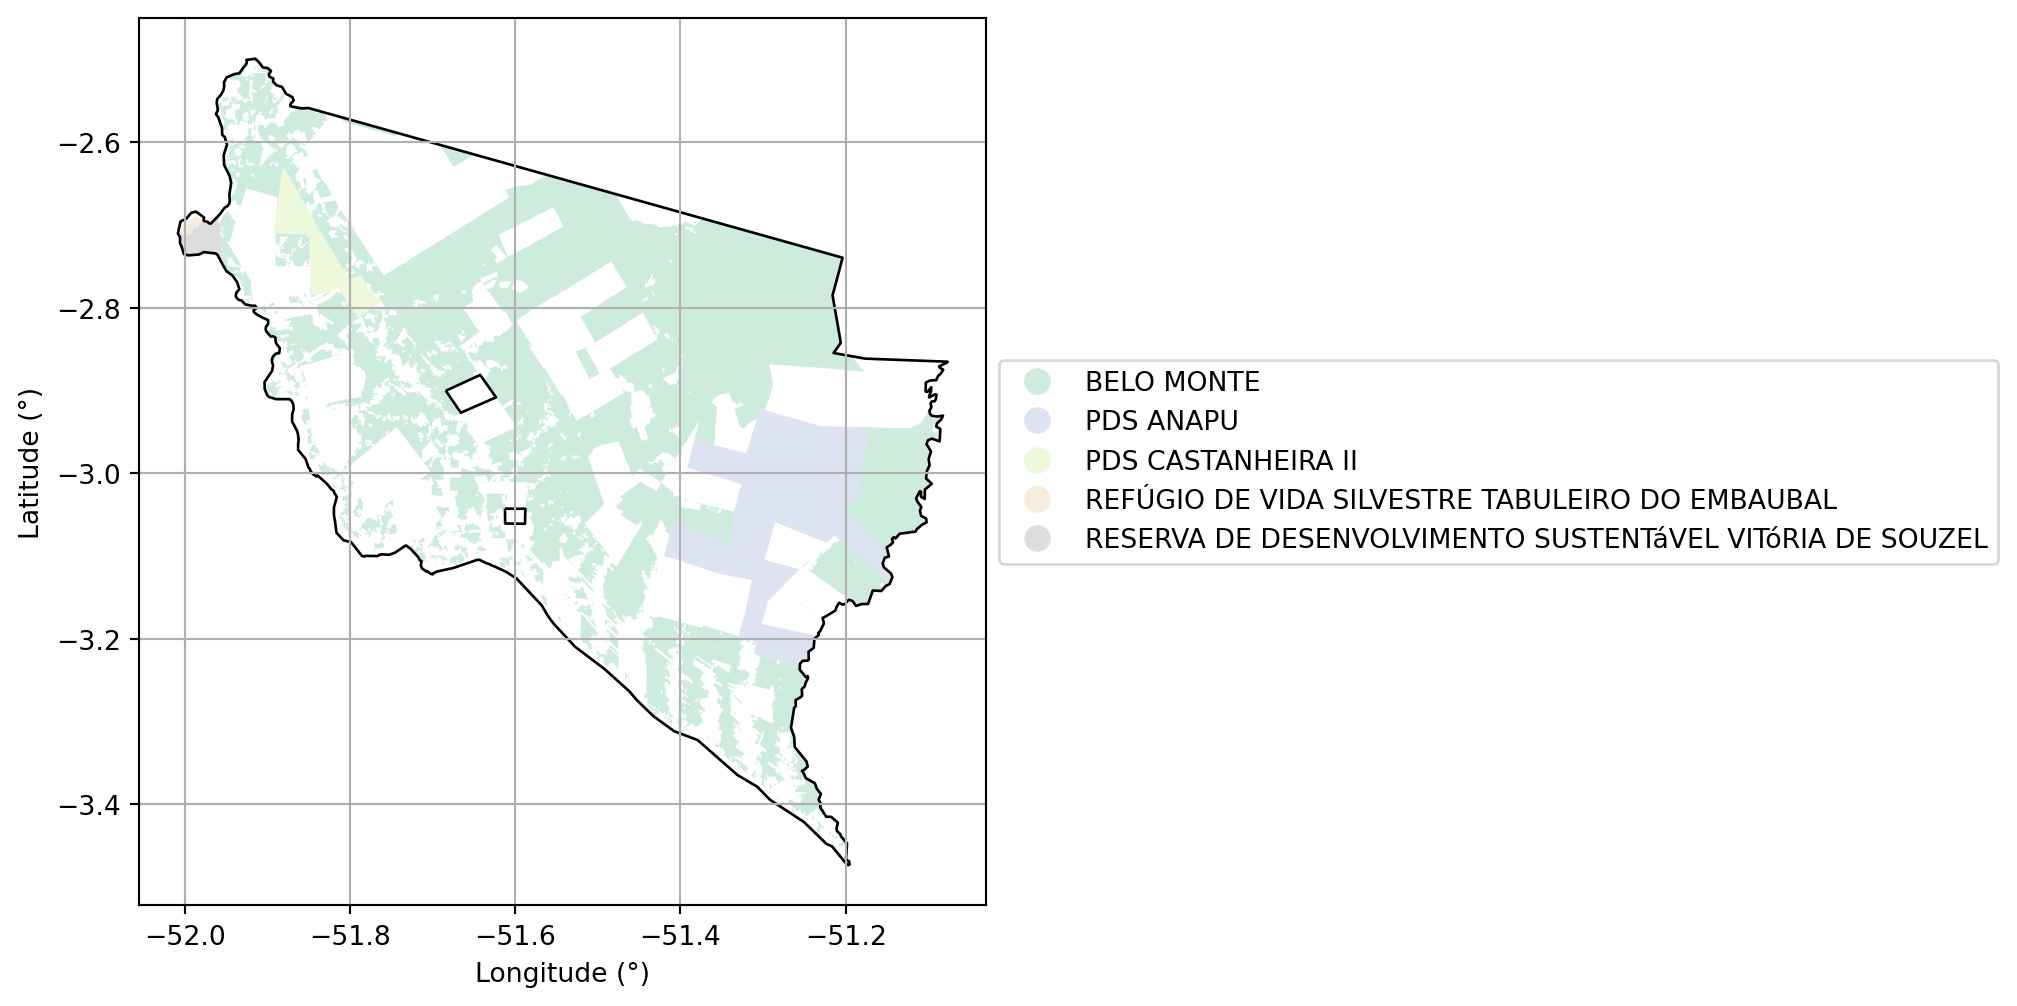 −2.6
−2.8
−3.0
−3.2
−3.4
Latitude (°)
−52.0 −51.8 −51.6 −51.4 −51.2
Longitude (°)
BELO MONTE
PDS ANAPU
PDS CASTANHEIRA II
REFÚGIO DE VIDA SILVESTRE TABULEIRO DO EMBAUBAL
RESERVA DE DESENVOLVIMENTO SUSTENTáVEL VITóRIA DE SOUZEL